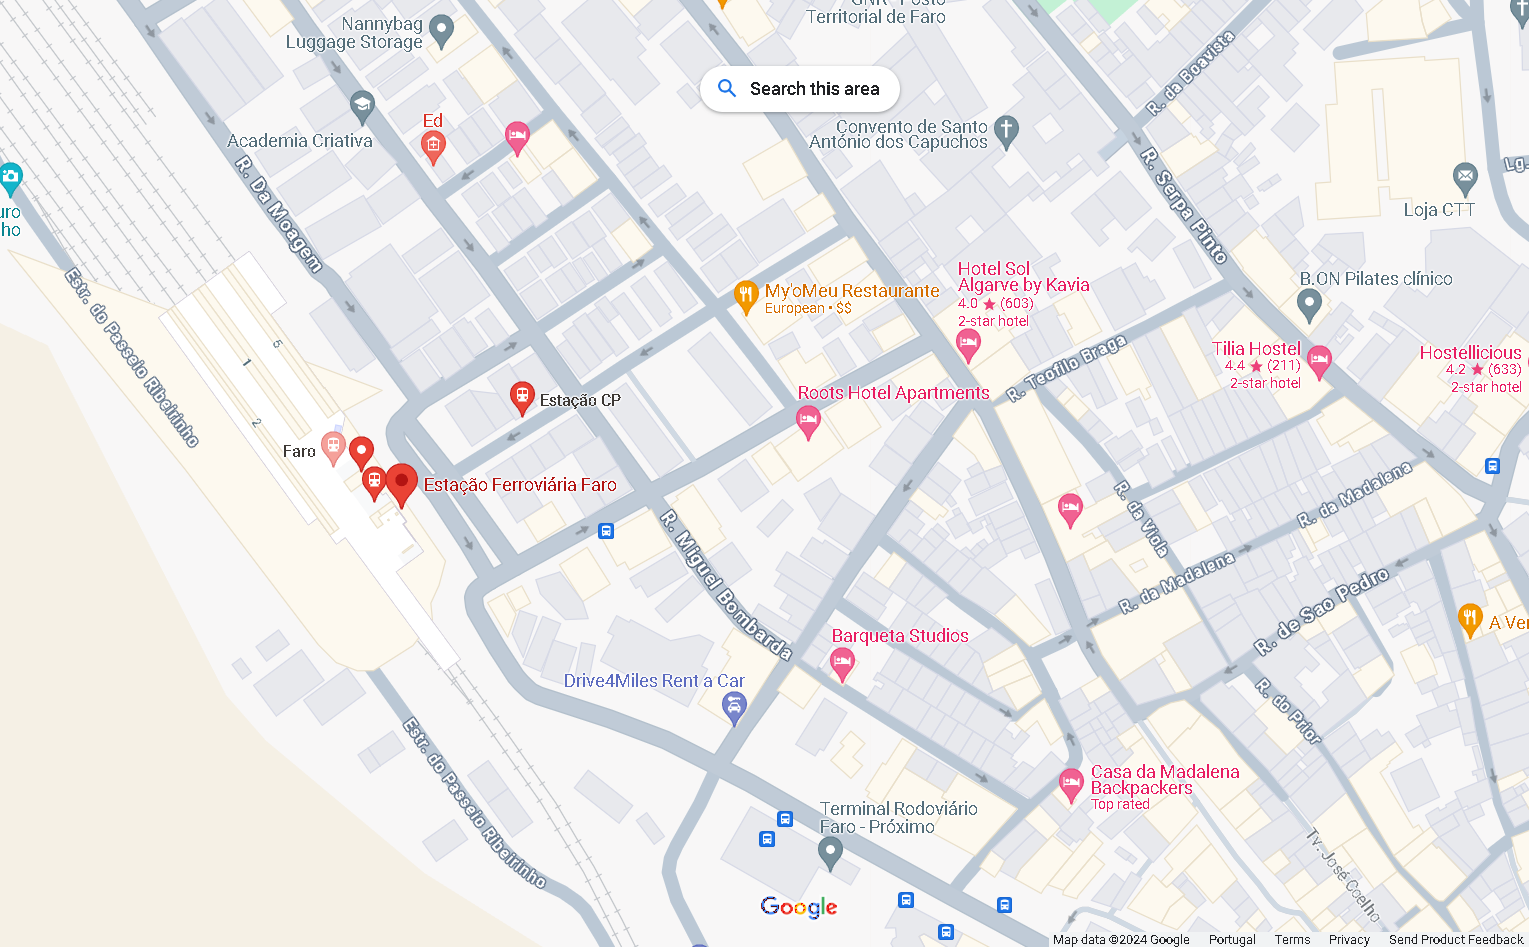 GNR - Posto
Territorial de Faro
Nannybag
Luggage Storage
R. da Boavista
Search this area
Ed
Academia Criativa
Convento de Santo
António dos Capuchos
R. Da Moagem
R. Serpa Pinto
Lg.
Loja CTT
uro
ho
Estr. do Passeio Ribeirinho
Hotel Sol
Algarve by Kavia
4.0 ★ (603)
2-star hotel
B.ON Pilates clínico
My'oMeu Restaurante
European • $$
5
1
2
R. Teofilo Braga
Tilia Hostel
4.4 ★ (211)
2-star hotel
Hostellicious
4.2 ★ (633)
2-star hotel
Estação CP
Roots Hotel Apartments
Faro
Estação Ferroviária Faro
R. da Viola
R. da Madalena
R. Miguel Bombarda
R. da Madalena
R. de Sao Pedro
Barqueta Studios
A Ver
Drive4Miles Rent a Car
R. do Prior
Estr. do Passeio Ribeirinho
Casa da Madalena
Backpackers
Top rated
Terminal Rodoviário
Faro - Próximo
Tv. José Coelho
Google
Map data ©2024 Google Portugal Terms Privacy Send Product Feedback